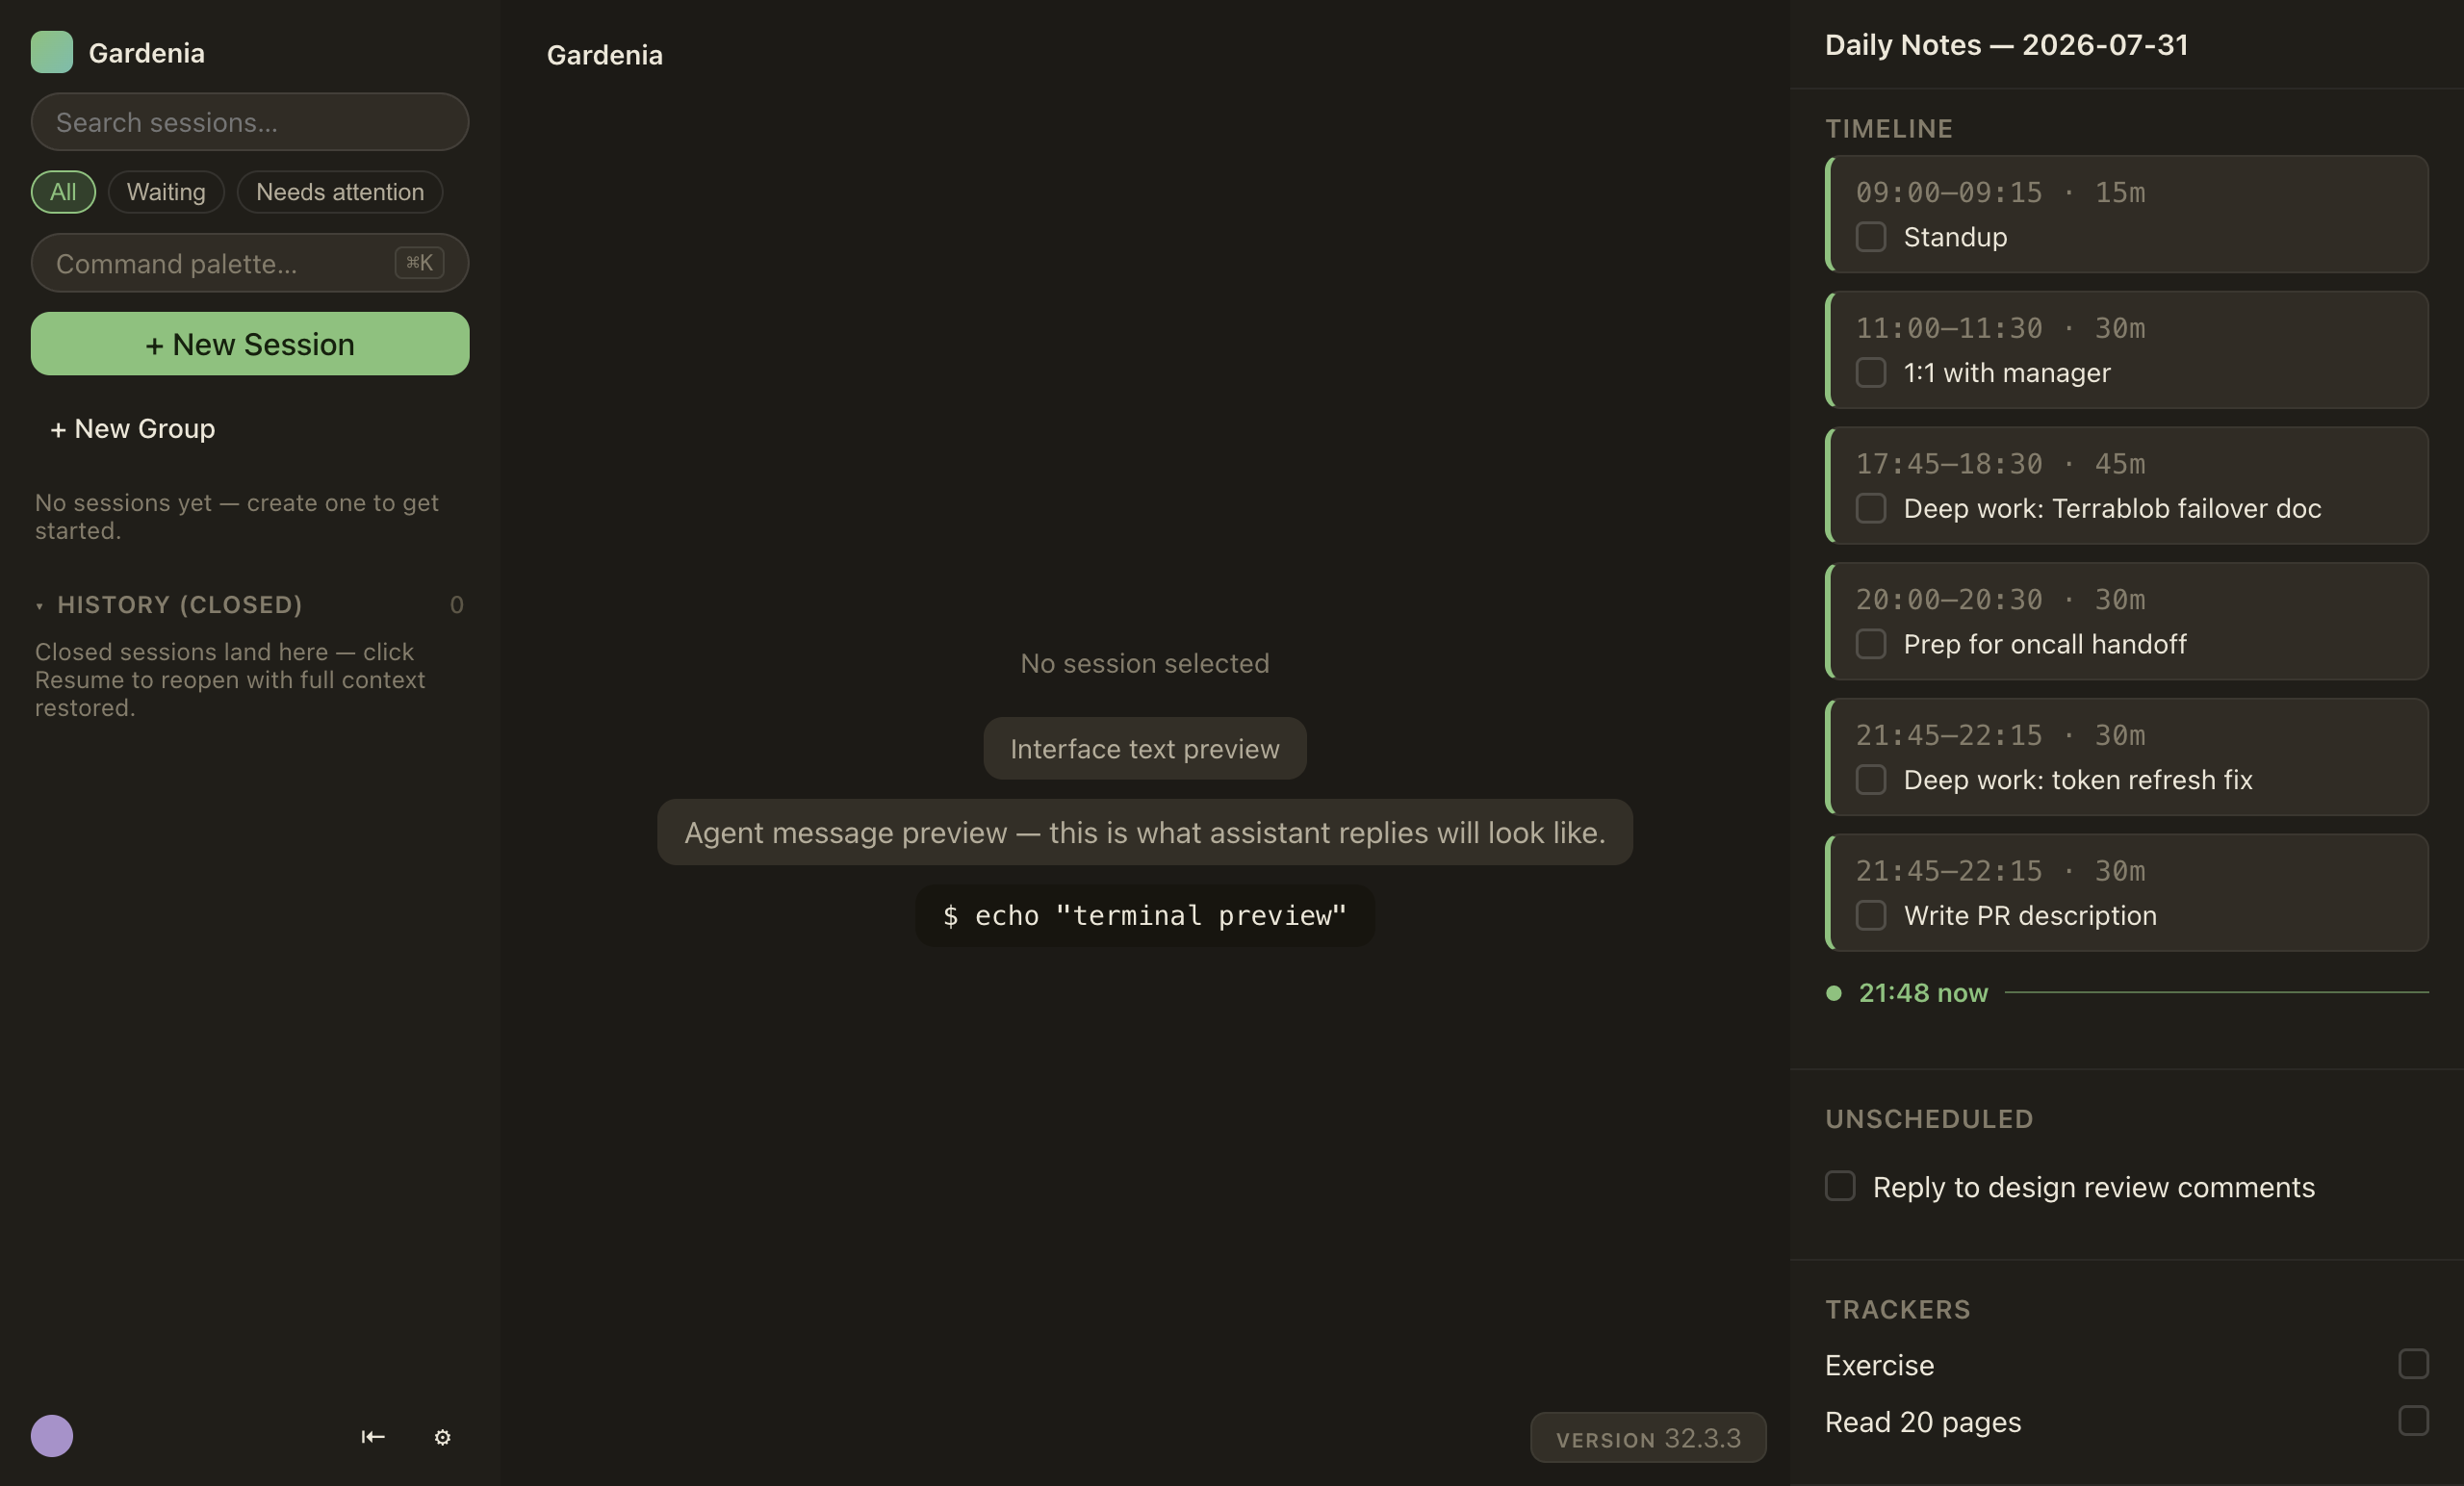 Gardenia
Search sessions...
All
Waiting
Needs attention
Command palette...
⌘K
+ New Session
+ New Group
No sessions yet — create one to get
started.
▾ HISTORY (CLOSED) 0
Closed sessions land here — click
Resume to reopen with full context
restored.
Gardenia
No session selected
Interface text preview
Agent message preview — this is what assistant replies will look like.
$ echo "terminal preview"
VERSION 32.3.3
Daily Notes — 2026-07-31
TIMELINE
09:00–09:15 · 15m
Standup
11:00–11:30 · 30m
1:1 with manager
17:45–18:30 · 45m
Deep work: Terrablob failover doc
20:00–20:30 · 30m
Prep for oncall handoff
21:45–22:15 · 30m
Deep work: token refresh fix
21:45–22:15 · 30m
Write PR description
21:48 now
UNSCHEDULED
Reply to design review comments
TRACKERS
Exercise
Read 20 pages